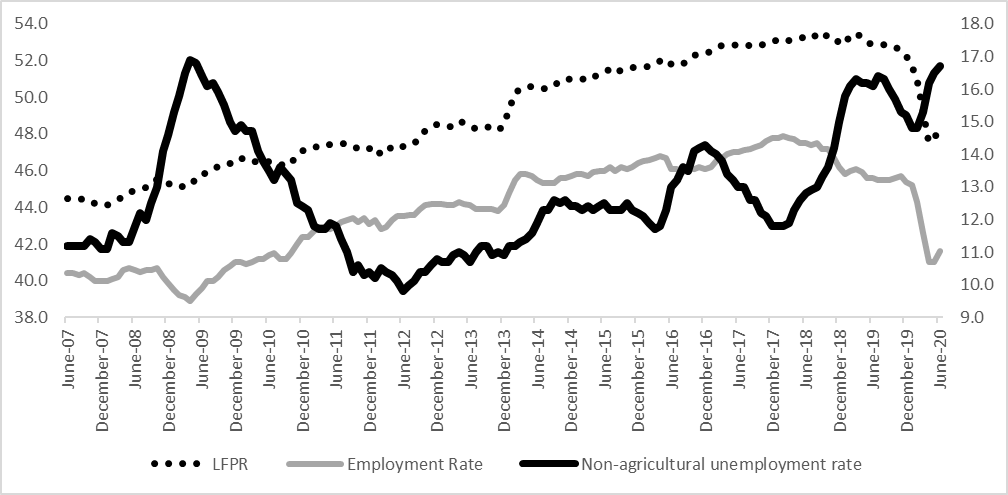 54.0
52.0
50.0
48.0
46.0
44.0
42.0
40.0
38.0
18.0
17.0
16.0
15.0
14.0
13.0
12.0
11.0
10.0
9.0
June-07
December-07
June-08
December-08
June-09
December-09
June-10
December-10
June-11
December-11
June-12
December-12
June-13
December-13
June-14
December-14
June-15
December-15
June-16
December-16
June-17
December-17
June-18
December-18
June-19
December-19
June-20
LFPR
Employment Rate
Non-agricultural unemployment rate